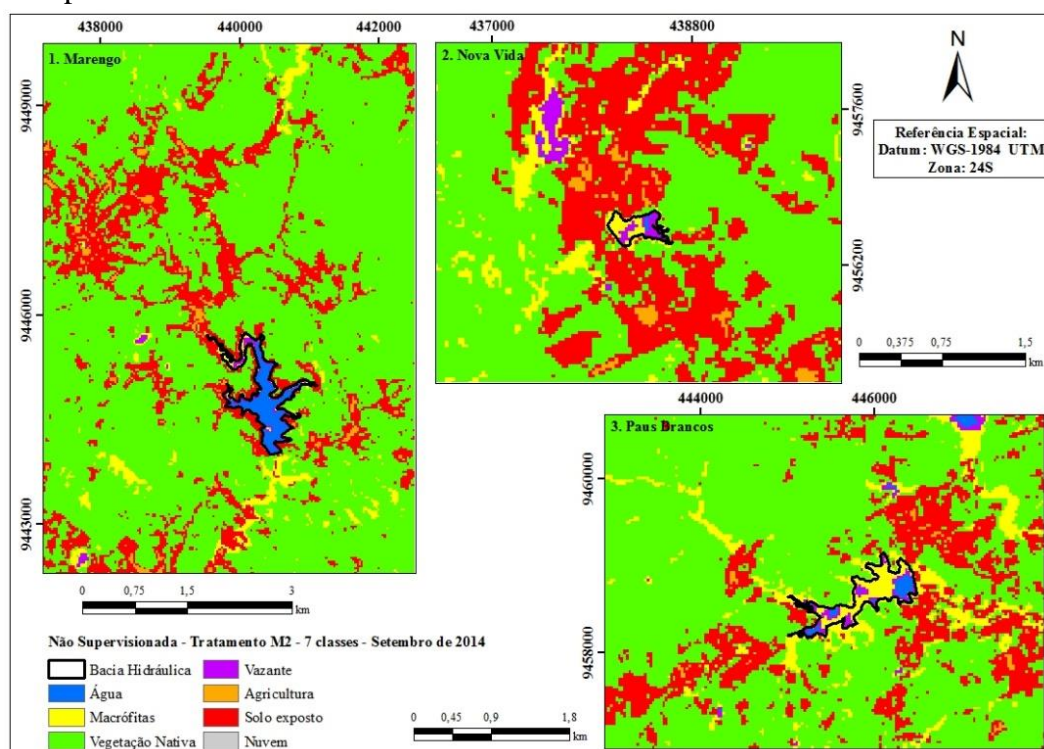 438000 440000 442000
1. Marengo
9449000
9446000
9443000
0 0,75 1,5 3
km
437000 438800
2. Nova Vida
9457600
9456200
0 0,375 0,75 1,5
km
N
Referência Espacial:
Datum: WGS-1984 UTM
Zona: 24S
444000 446000
3. Paus Brancos
9460000
9458000
0 0,45 0,9 1,8
km
Não Supervisionada - Tratamento M2 - 7 classes - Setembro de 2014
Bacia Hidráulica
Vazante
Água
Agricultura
Macrófitas
Solo exposto
Vegetação Nativa
Nuvem